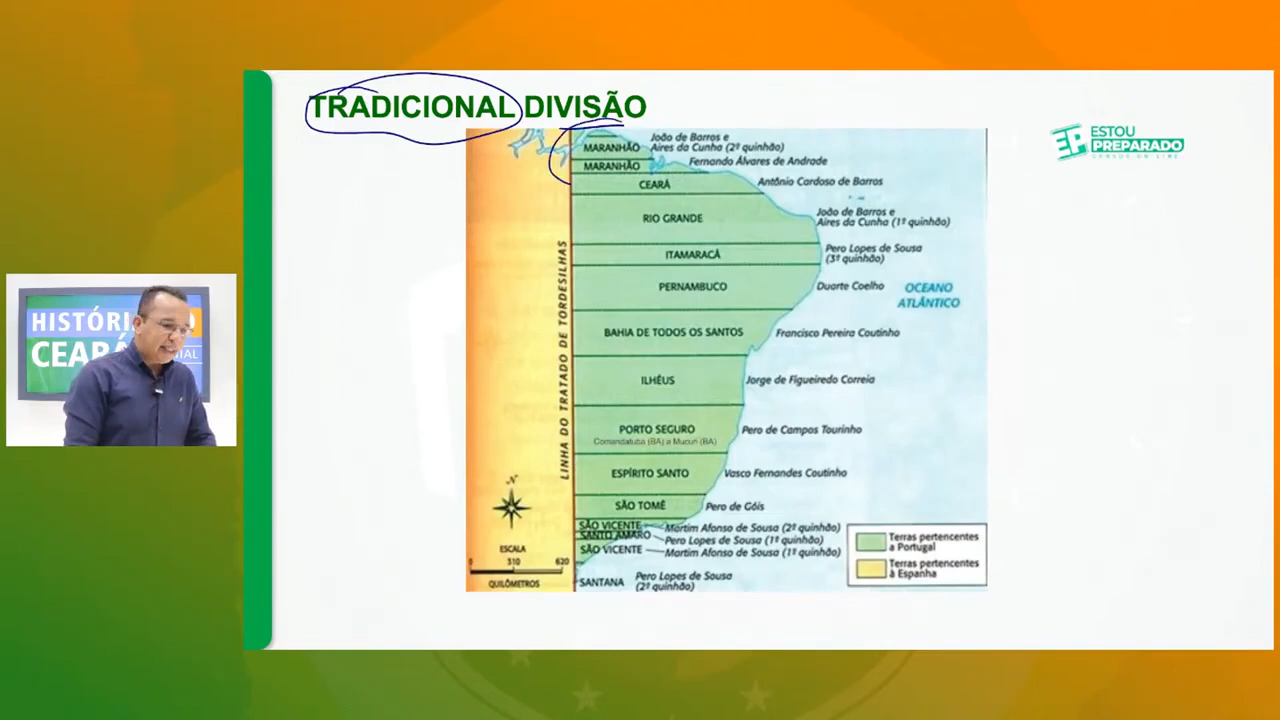 TRADICIONAL DIVISÃO
ESTOU
PREPARADO
CURSOS ON LINE
HISTÓRI
CEARÁ
IAL
MARANHÃO
João de Barros e
Aires da Cunha (2º quinhão)
MARANHÃO
Fernando Álvares de Andrade
CEARÁ
Antônio Cardoso de Barros
RIO GRANDE
João de Barros e
Aires da Cunha (1º quinhão)
ITAMARACÁ
Pero Lopes de Sousa
(3º quinhão)
PERNAMBUCO
Duarte Coelho
OCEANO
ATLÂNTICO
BAHIA DE TODOS OS SANTOS
Francisco Pereira Coutinho
ILHÉUS
Jorge de Figueiredo Correia
PORTO SEGURO
Comandatuba (BA) a Mucuri (BA)
Pero de Campos Tourinho
ESPÍRITO SANTO
Vasco Fernandes Coutinho
SÃO TOMÉ
Pero de Góis
SÃO VICENTE
Martim Afonso de Sousa (2º quinhão)
SANTO AMARO
Pero Lopes de Sousa (1º quinhão)
SÃO VICENTE
Martim Afonso de Sousa (1º quinhão)
SANTANA
Pero Lopes de Sousa
(2º quinhão)
LINHA DO TRATADO DE TORDESILHAS
N
ESCALA
0 310 620
QUILÔMETROS
Terras pertencentes
a Portugal
Terras pertencentes
à Espanha